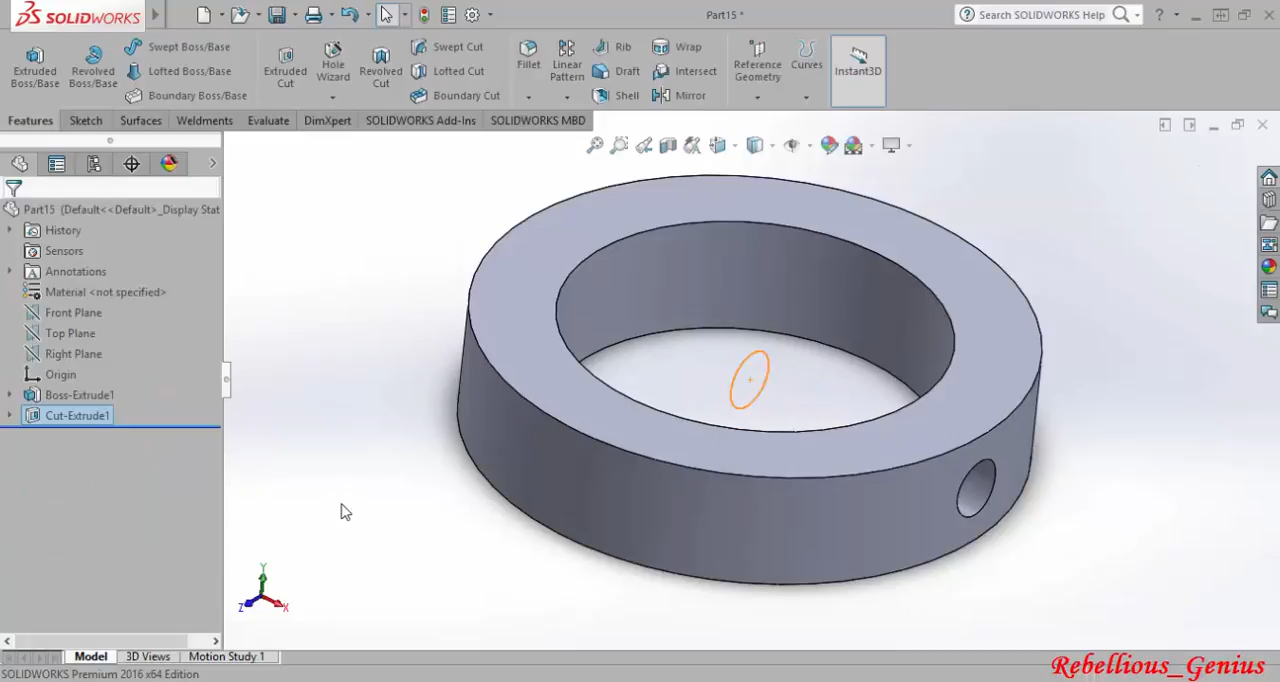 SOLIDWORKS
Part15 *
Search SOLIDWORKS Help
?
Extruded Boss/Base
Revolved Boss/Base
Swept Boss/Base
Lofted Boss/Base
Boundary Boss/Base
Extruded Cut
Hole Wizard
Revolved Cut
Swept Cut
Lofted Cut
Boundary Cut
Fillet
Linear Pattern
Rib
Draft
Shell
Wrap
Intersect
Mirror
Reference Geometry
Curves
Instant3D
Features
Sketch
Surfaces
Weldments
Evaluate
DimXpert
SOLIDWORKS Add-Ins
SOLIDWORKS MBD
Part15 (Default<<Default>_Display Stat
History
Sensors
Annotations
Material <not specified>
Front Plane
Top Plane
Right Plane
Origin
Boss-Extrude1
Cut-Extrude1
Y
Z
X
Model
3D Views
Motion Study 1
SOLIDWORKS Premium 2016 x64 Edition
Rebellious_Genius